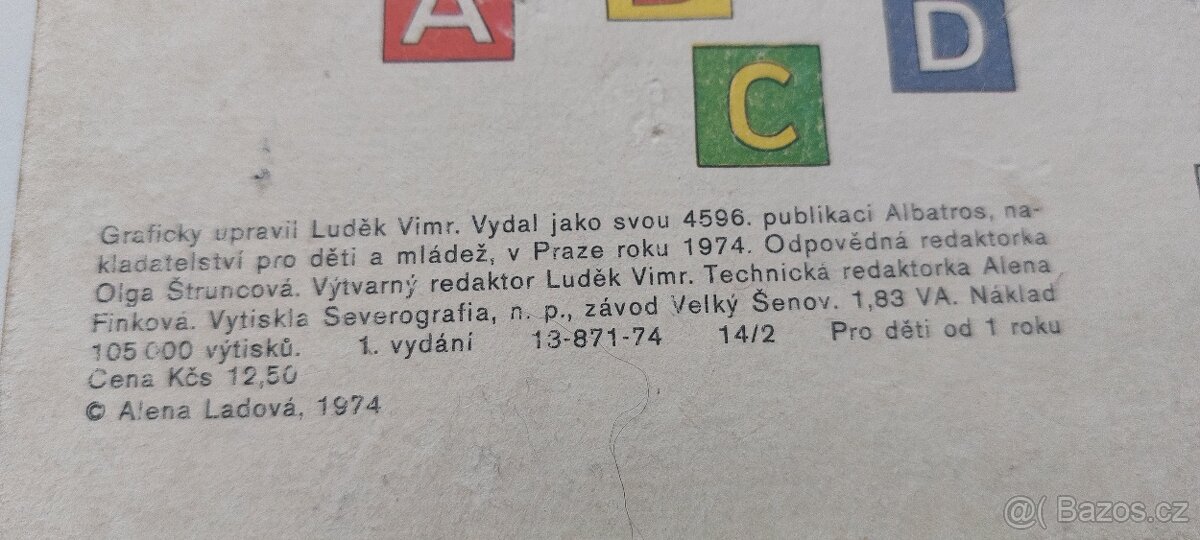 A
D
C
Graficky upravil Luděk Vimr. Vydal jako svou 4596. publikaci Albatros, na-
kladatelství pro děti a mládež, v Praze roku 1974. Odpovědná redaktorka
Olga Štruncová. Výtvarný redaktor Luděk Vimr. Technická redaktorka Alena
Finková. Vytiskla Severografia, n. p., závod Velký Šenov. 1,83 VA. Náklad
105 000 výtisků. 1. vydání 13-871-74 14/2 Pro děti od 1 roku
Cena Kčs 12,50
© Alena Ladová, 1974
@( Bazos.cz